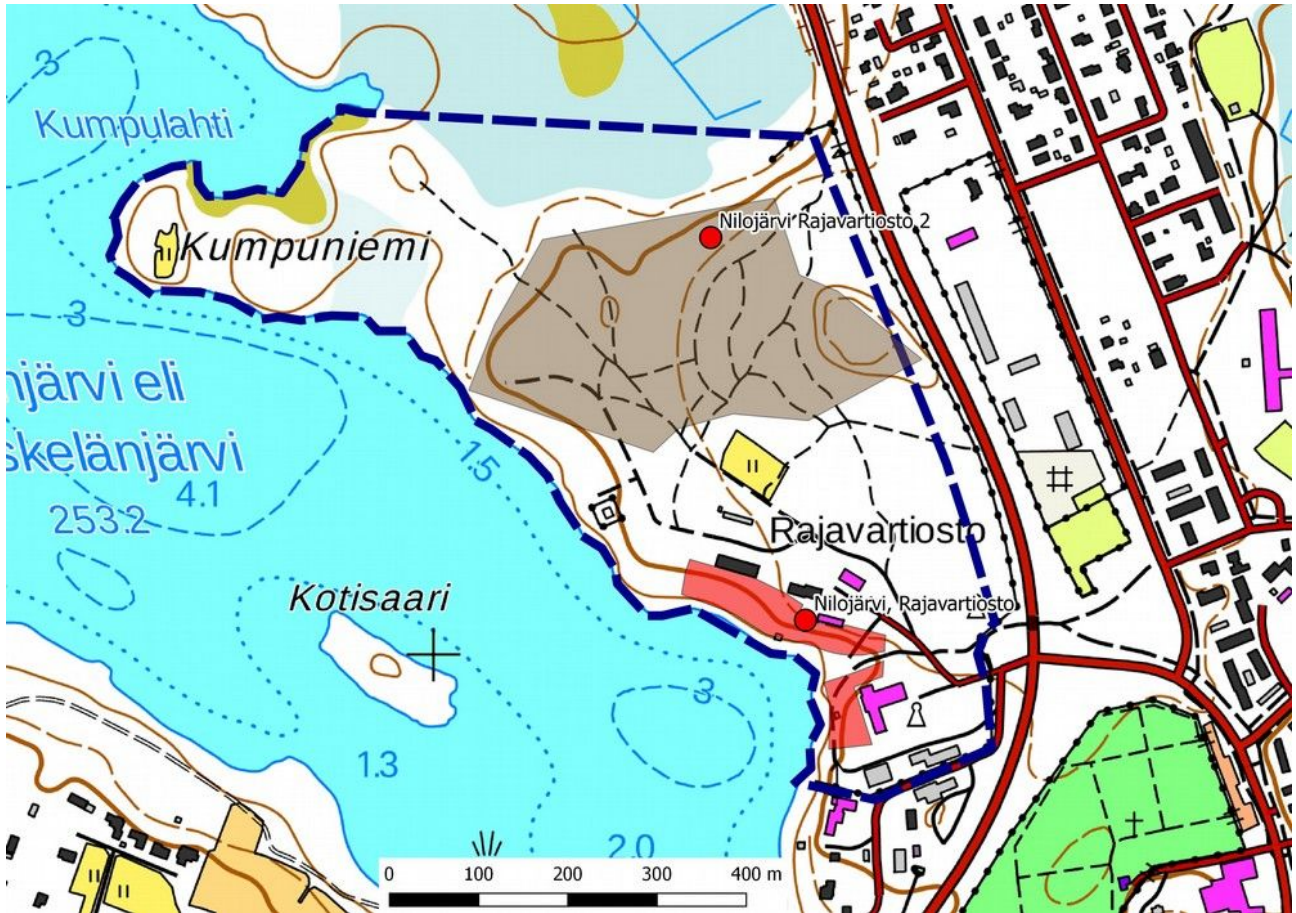 3
Kumpulahti
Nilojärvi Rajavartiosto 2
Kumpuniemi
3
njärvi eli
skelänjärvi
4.1
253.2
1.5
Rajavartiosto
Kotisaari
Nilojärvi, Rajavartiosto
3
1.3
2.0
0 100 200 300 400 m